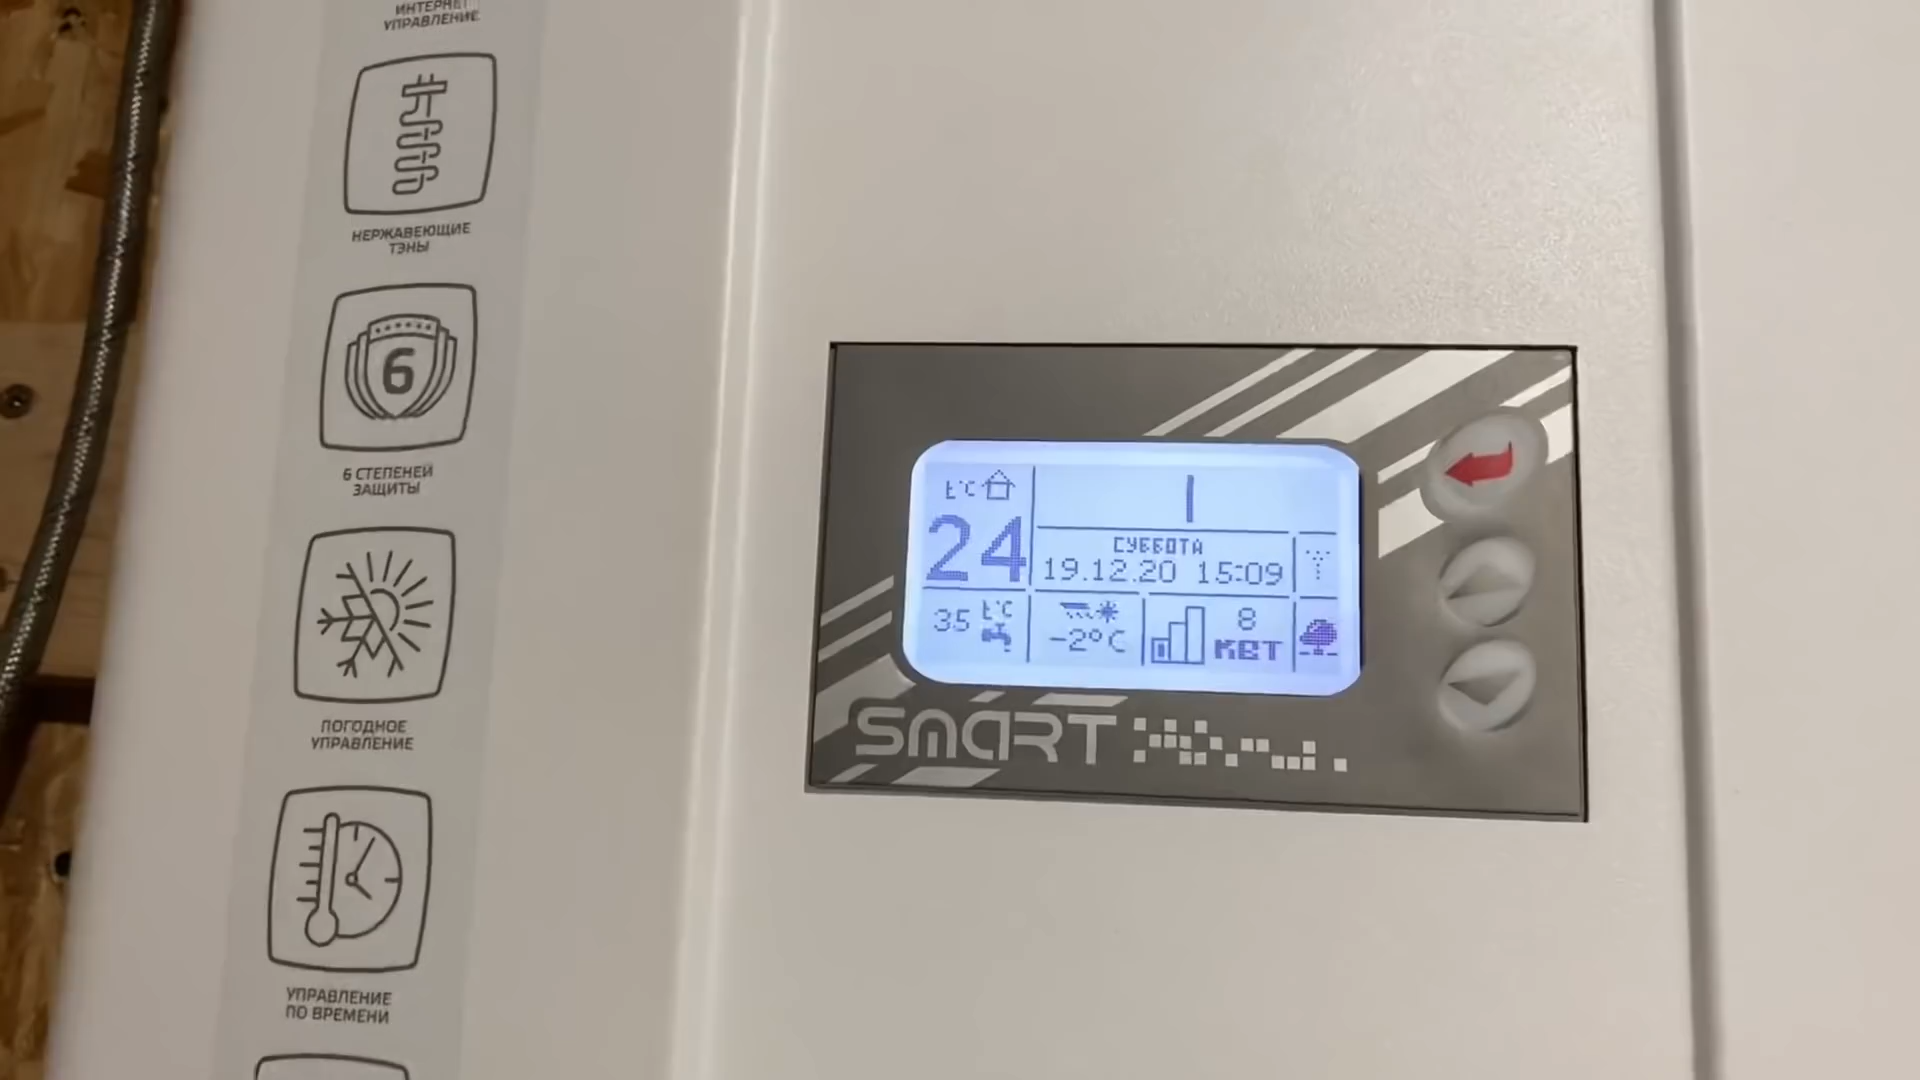 ИНТЕРНЕТ
УПРАВЛЕНИЕ
НЕРЖАВЕЮЩИЕ
ТЭНЫ
6
6 СТЕПЕНЕЙ
ЗАЩИТЫ
ПОГОДНОЕ
УПРАВЛЕНИЕ
УПРАВЛЕНИЕ
ПО ВРЕМЕНИ
t°C
24
СУББОТА
19.12.20 15:09
35 t°C
-2°C
8
КВТ
SMART